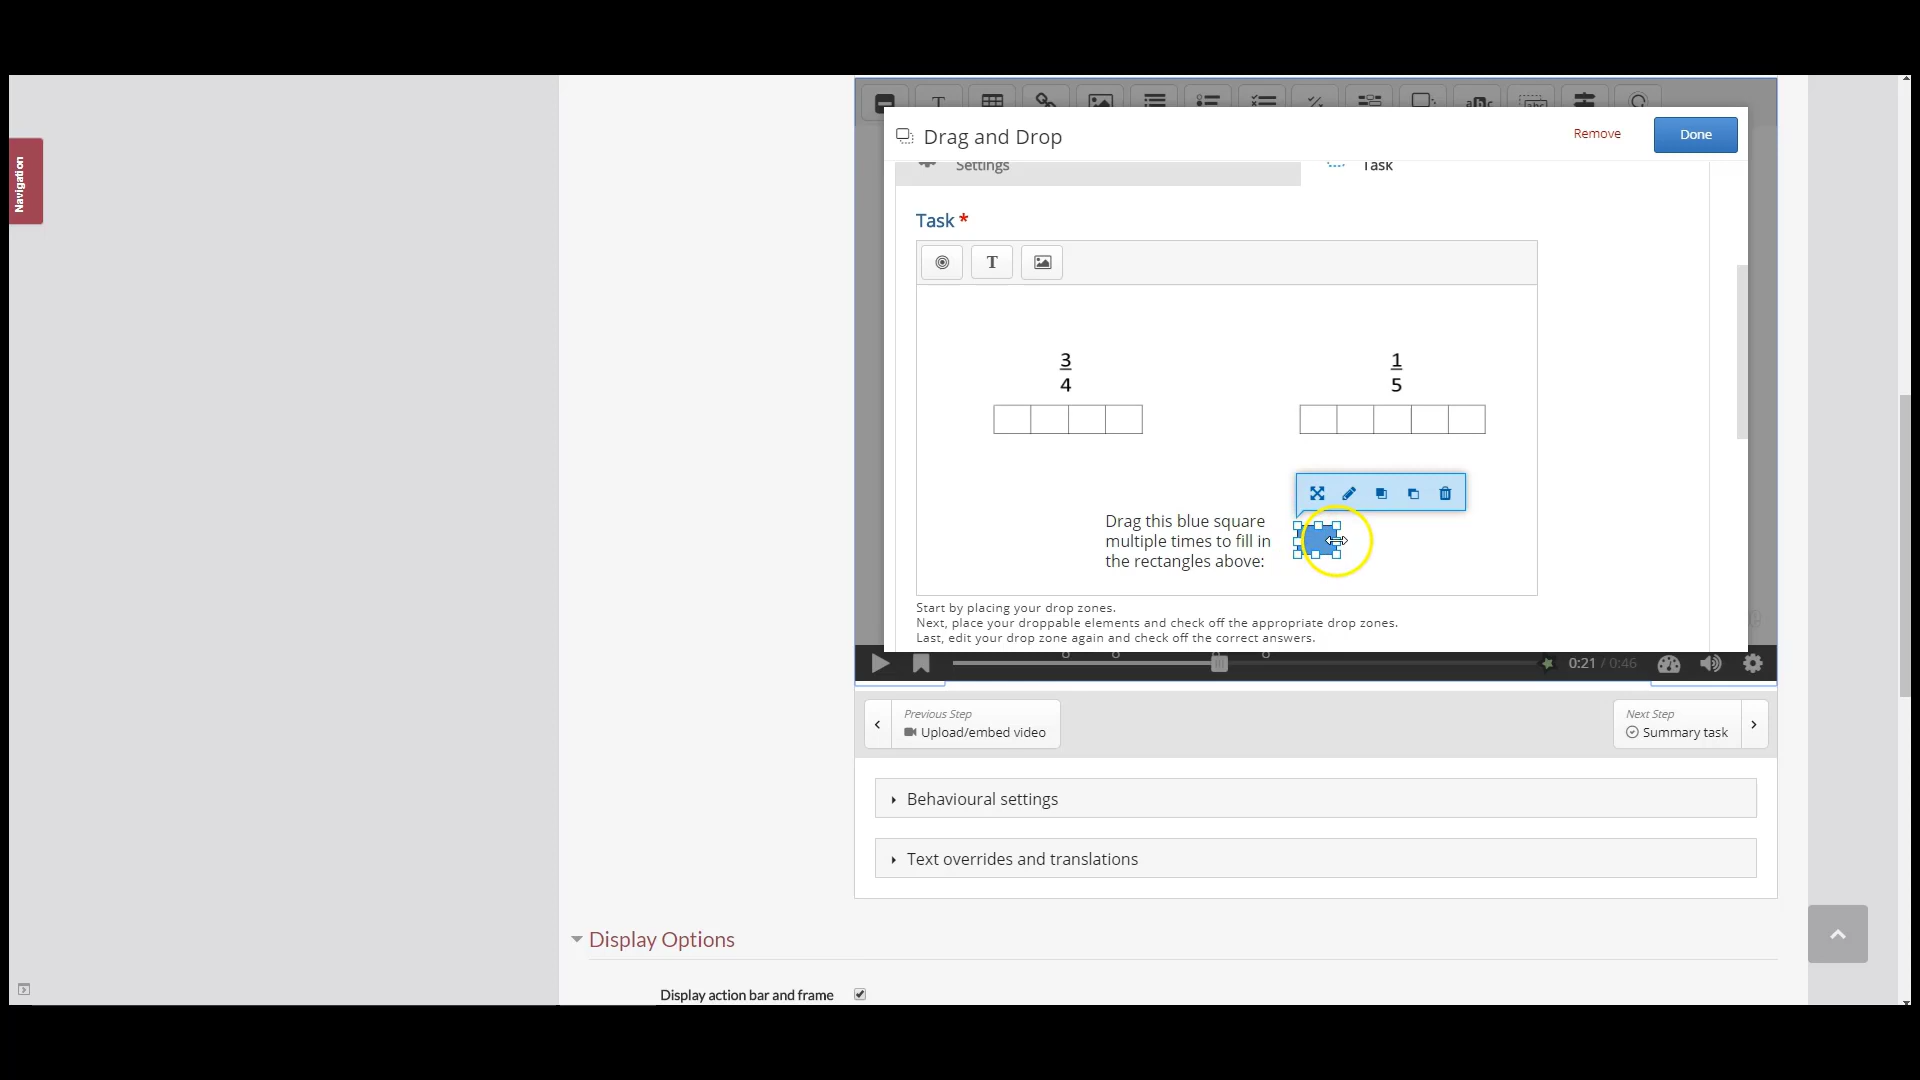 Navigation
T
abc
abc
Drag and Drop
Remove
Done
Settings
Task
Task *
T
3
4
1
5
Drag this blue square
multiple times to fill in
the rectangles above:
Start by placing your drop zones.
Next, place your droppable elements and check off the appropriate drop zones.
Last, edit your drop zone again and check off the correct answers.
0:21 / 0:46
Previous Step
Upload/embed video
Next Step
Summary task
Behavioural settings
Text overrides and translations
Display Options
Display action bar and frame